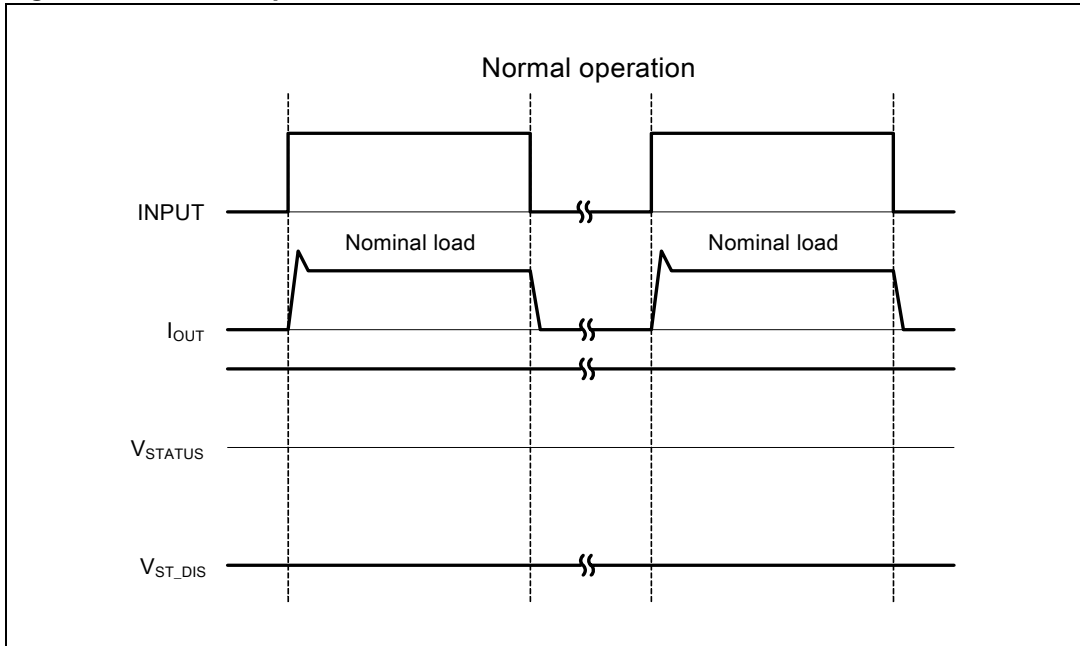 Normal operation
INPUT
Nominal load Nominal load
IOUT
VSTATUS
VST_DIS